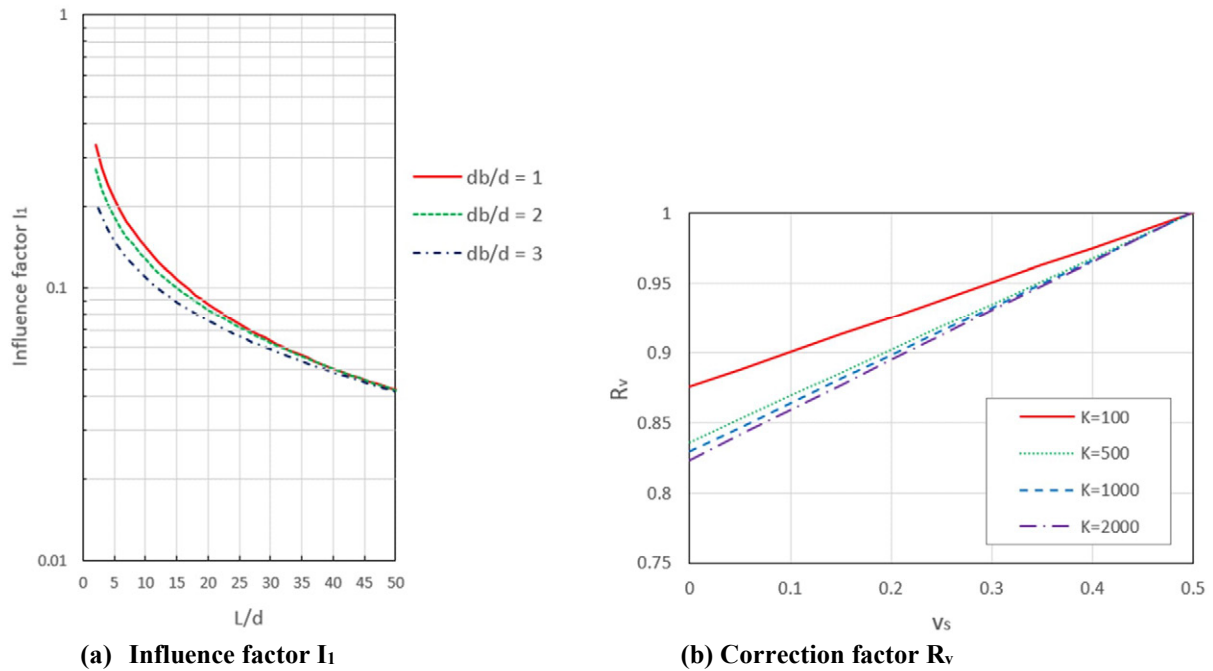 1
0.1
0.01
Influence factor I₁
0 5 10 15 20 25 30 35 40 45 50
L/d
db/d = 1
db/d = 2
db/d = 3
(a) Influence factor I₁
1
0.95
0.9
0.85
0.8
0.75
Rᵥ
0 0.1 0.2 0.3 0.4 0.5
νₛ
K=100
K=500
K=1000
K=2000
(b) Correction factor Rᵥ